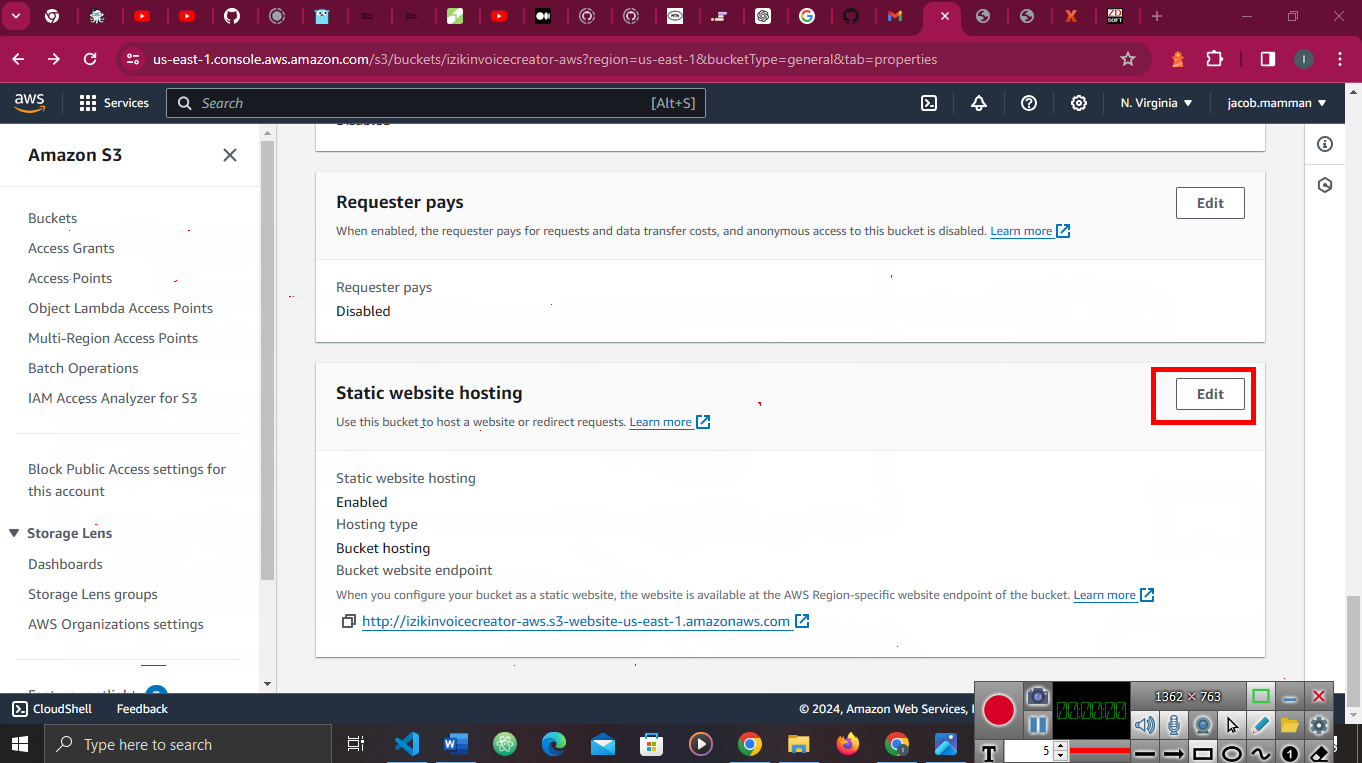 us-east-1.console.aws.amazon.com/s3/buckets/izikinvoicecreator-aws?region=us-east-1&bucketType=general&tab=properties
I
aws
Services
Search
[Alt+S]
N. Virginia
jacob.mamman
Amazon S3
Buckets
Access Grants
Access Points
Object Lambda Access Points
Multi-Region Access Points
Batch Operations
IAM Access Analyzer for S3
Block Public Access settings for
this account
Storage Lens
Dashboards
Storage Lens groups
AWS Organizations settings
Disabled
Requester pays
Edit
When enabled, the requester pays for requests and data transfer costs, and anonymous access to this bucket is disabled. Learn more
Requester pays
Disabled
Static website hosting
Edit
Use this bucket to host a website or redirect requests. Learn more
Static website hosting
Enabled
Hosting type
Bucket hosting
Bucket website endpoint
When you configure your bucket as a static website, the website is available at the AWS Region-specific website endpoint of the bucket. Learn more
http://izikinvoicecreator-aws.s3-website-us-east-1.amazonaws.com
CloudShell
Feedback
© 2024, Amazon Web Services,
1362 × 763
00:00:00
T
5
1
Type here to search